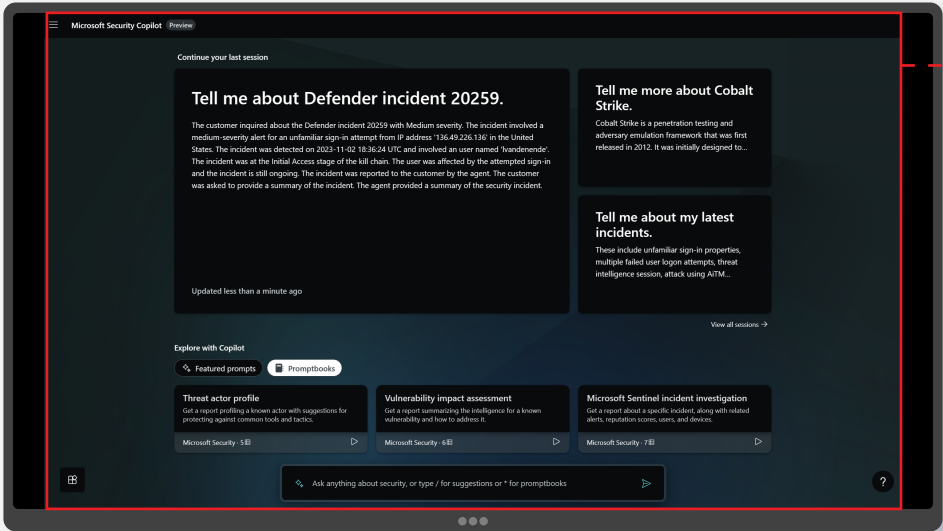 Microsoft Security Copilot Preview
Continue your last session
Tell me about Defender incident 20259.
The customer inquired about the Defender incident 20259 with Medium severity. The incident involved a
medium-severity alert for an unfamiliar sign-in attempt from IP address '136.49.226.136' in the United
States. The incident was detected on 2023-11-02 18:36:24 UTC and involved an user named 'lvandenende'.
The incident was at the Initial Access stage of the kill chain. The user was affected by the attempted sign-in
and the incident is still ongoing. The incident was reported to the customer by the agent. The customer
was asked to provide a summary of the incident. The agent provided a summary of the security incident.
Updated less than a minute ago
Tell me more about Cobalt
Strike.
Cobalt Strike is a penetration testing and
adversary emulation framework that was first
released in 2012. It was initially designed to...
Tell me about my latest
incidents.
These include unfamiliar sign-in properties,
multiple failed user logon attempts, threat
intelligence session, attack using AiTM...
View all sessions →
Explore with Copilot
Featured prompts
Promptbooks
Threat actor profile
Get a report profiling a known actor with suggestions for
protecting against common tools and tactics.
Microsoft Security · 5
Vulnerability impact assessment
Get a report summarizing the intelligence for a known
vulnerability and how to address it.
Microsoft Security · 6
Microsoft Sentinel incident investigation
Get a report about a specific incident, along with related
alerts, reputation scores, users, and devices.
Microsoft Security · 7
Ask anything about security, or type / for suggestions or * for promptbooks
?